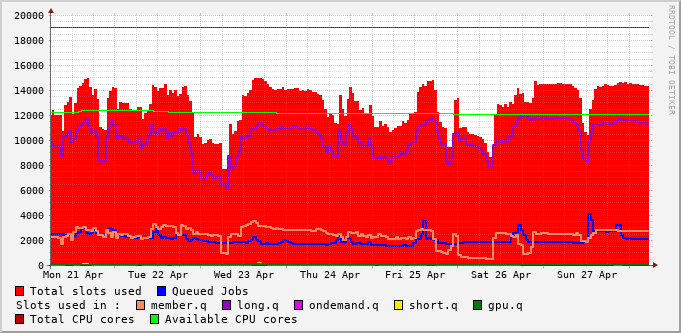 20000
18000
16000
14000
12000
10000
8000
6000
4000
2000
0
Mon 21 Apr Tue 22 Apr Wed 23 Apr Thu 24 Apr Fri 25 Apr Sat 26 Apr Sun 27 Apr
Total slots used Queued Jobs
Slots used in : member.q long.q ondemand.q short.q gpu.q
Total CPU cores Available CPU cores
RRDTOOL / TOBI OETIKER